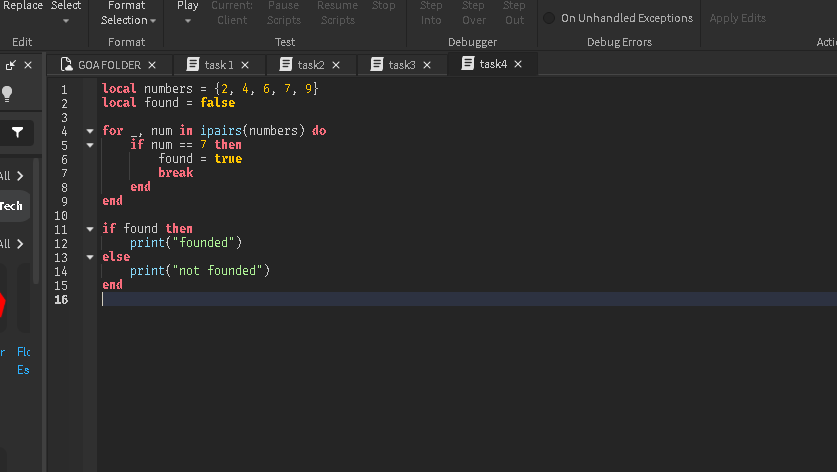 Replace Select Format Play Current: Pause Resume Stop Step Step Step
Selection Client Scripts Scripts Into Over Out On Unhandled Exceptions Apply Edits
Edit Format Test Debugger Debug Errors
GOA FOLDER task 1 task2 task3 task4
1 local numbers = {2, 4, 6, 7, 9}
2 local found = false
3
4 for _, num in ipairs(numbers) do
5 if num == 7 then
6 found = true
7 break
8 end
9 end
10
11 if found then
12 print("founded")
13 else
14 print("not founded")
15 end
16
All
Tech
All